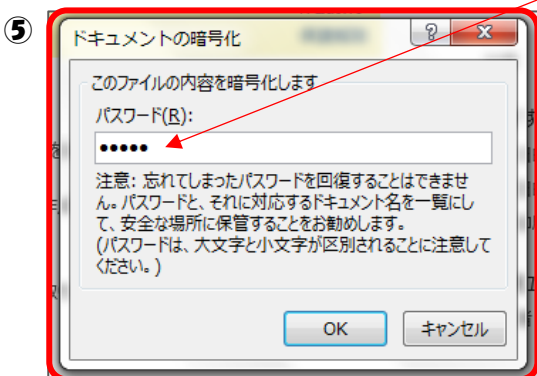 ⑤
ドキュメントの暗号化
? X
このファイルの内容を暗号化します
パスワード(R):
●●●●●
注意: 忘れてしまったパスワードを回復することはできませ
ん。パスワードと、それに対応するドキュメント名を一覧にし
て、安全な場所に保管することをお勧めします。
(パスワードは、大文字と小文字が区別されることに注意して
ください。)
OK キャンセル